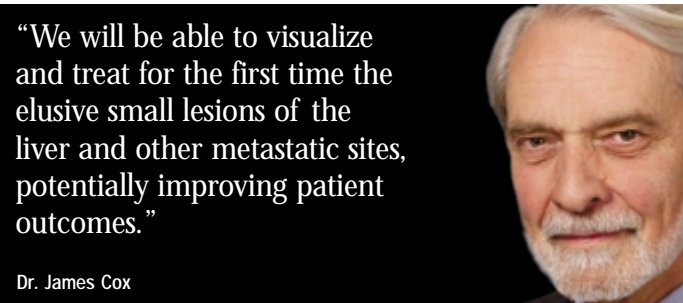 “We will be able to visualize
and treat for the first time the
elusive small lesions of the
liver and other metastatic sites,
potentially improving patient
outcomes.”
Dr. James Cox